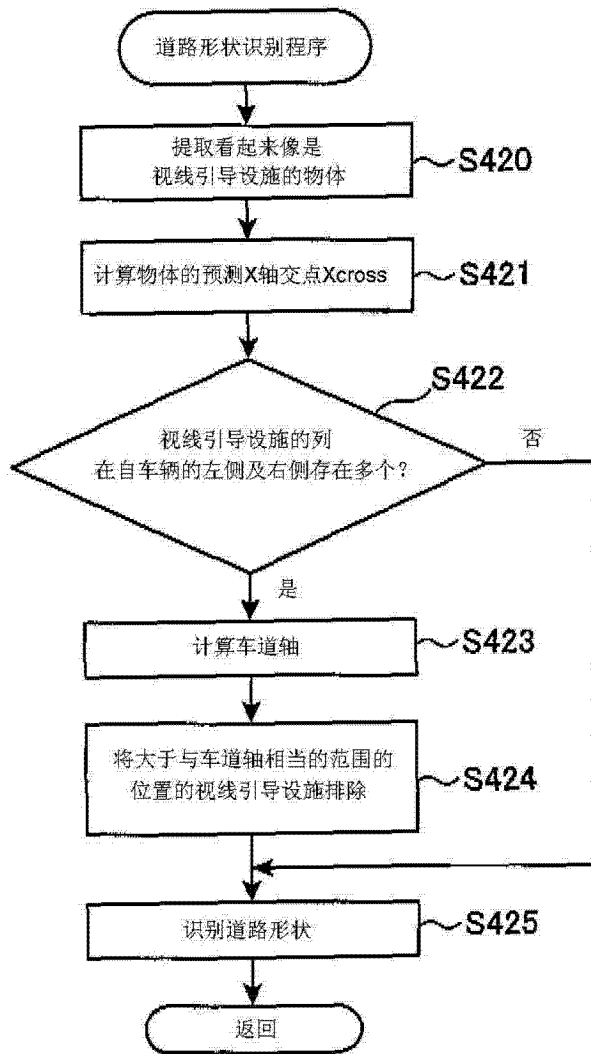 道路形状识别程序
提取看起来像是
视线引导设施的物体
S420
计算物体的预测X轴交点Xcross
S421
S422
视线引导设施的列
在自车辆的左侧及右侧存在多个?
否
是
计算车道轴
S423
将大于与车道轴相当的范围的
位置的视线引导设施排除
S424
识别道路形状
S425
返回